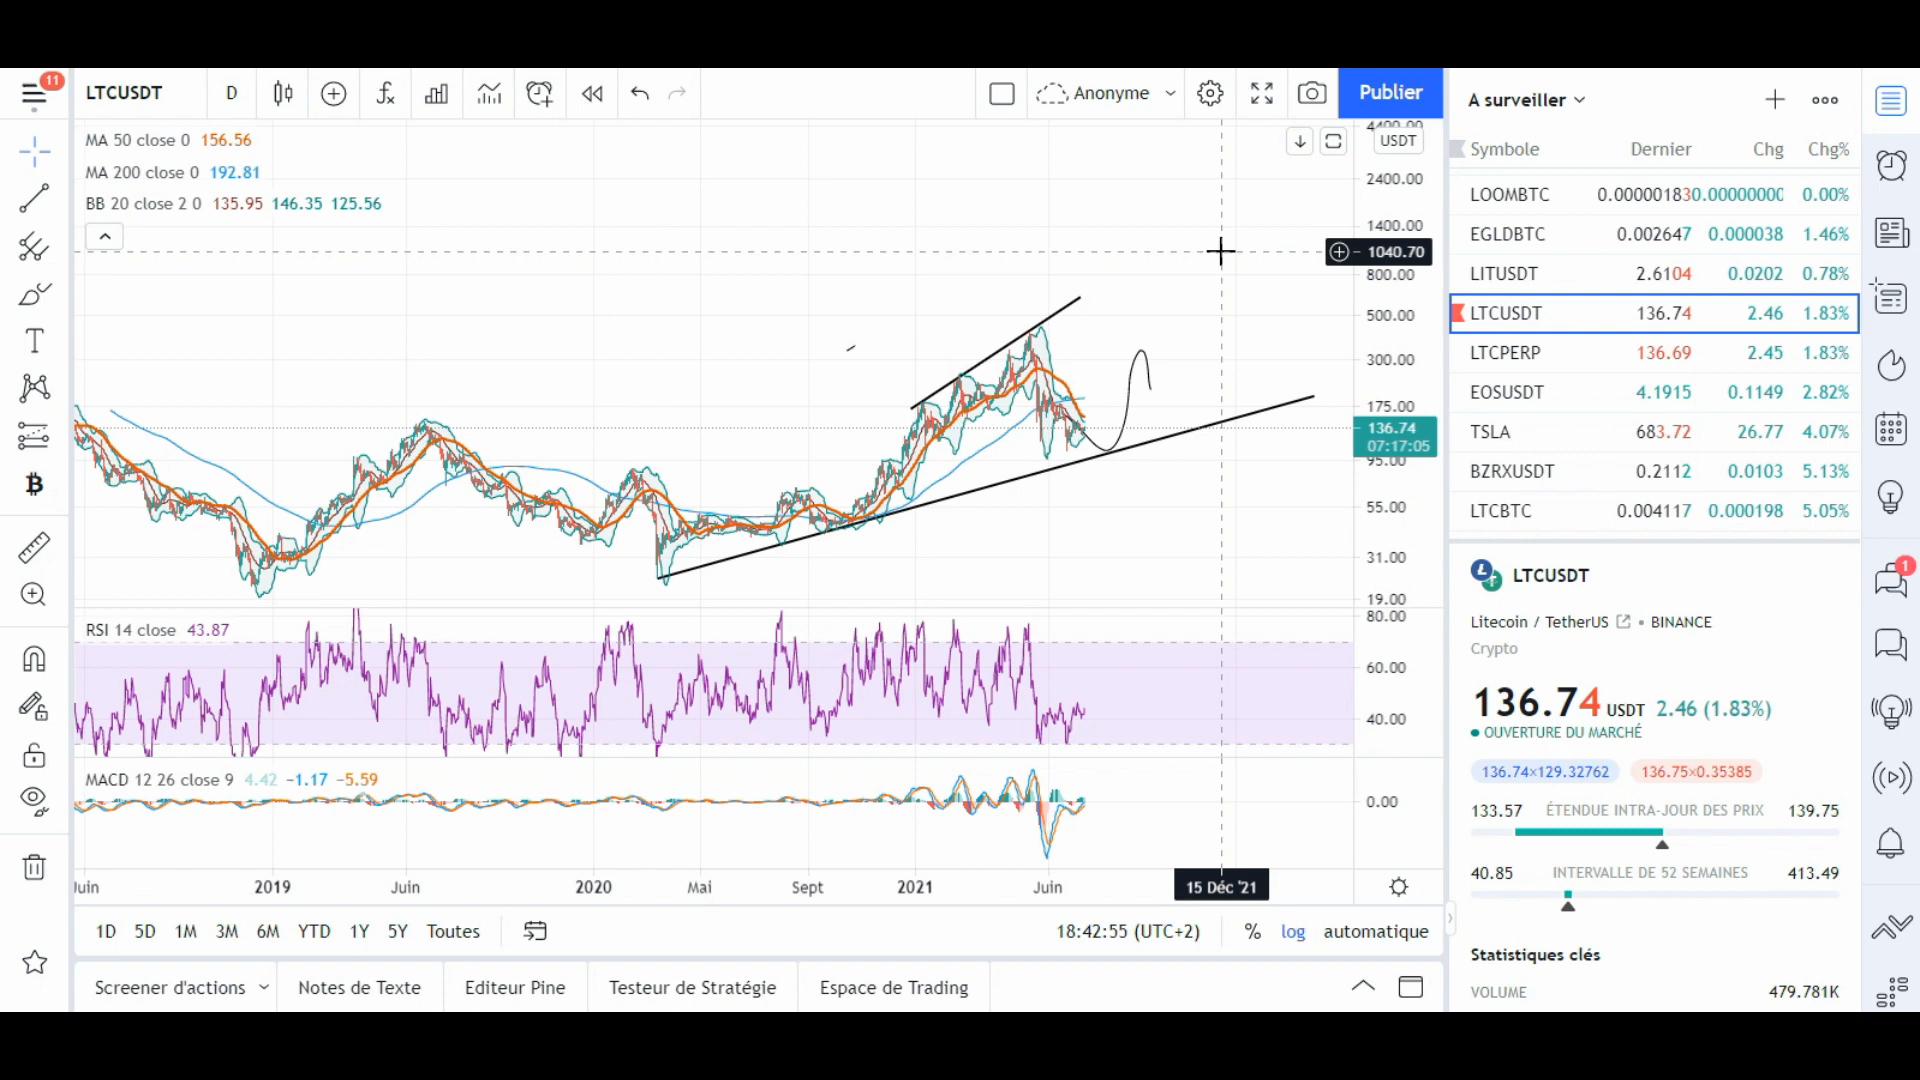 11
LTCUSDT
D
Anonyme
Publier
MA 50 close 0 156.56
MA 200 close 0 192.81
BB 20 close 2 0 135.95 146.35 125.56
4400.00
USDT
2400.00
1400.00
1040.70
800.00
500.00
300.00
175.00
136.74
07:17:05
95.00
55.00
31.00
19.00
RSI 14 close 43.87
80.00
60.00
40.00
MACD 12 26 close 9 4.42 −1.17 −5.59
0.00
Juin 2019 Juin 2020 Mai Sept 2021 Juin 15 Déc '21
1D 5D 1M 3M 6M YTD 1Y 5Y Toutes
18:42:55 (UTC+2) % log automatique
Screener d'actions Notes de Texte Editeur Pine Testeur de Stratégie Espace de Trading
A surveiller
Symbole Dernier Chg Chg%
LOOMBTC 0.00000183 0.00000000 0.00%
EGLDBTC 0.002647 0.000038 1.46%
LITUSDT 2.6104 0.0202 0.78%
LTCUSDT 136.74 2.46 1.83%
LTCPERP 136.69 2.45 1.83%
EOSUSDT 4.1915 0.1149 2.82%
TSLA 683.72 26.77 4.07%
BZRXUSDT 0.2112 0.0103 5.13%
LTCBTC 0.004117 0.000198 5.05%
LTCUSDT
Litecoin / TetherUS • BINANCE
Crypto
136.74 USDT 2.46 (1.83%)
OUVERTURE DU MARCHÉ
136.74×129.32762 136.75×0.35385
133.57 ÉTENDUE INTRA-JOUR DES PRIX 139.75
40.85 INTERVALLE DE 52 SEMAINES 413.49
Statistiques clés
VOLUME 479.781K
1